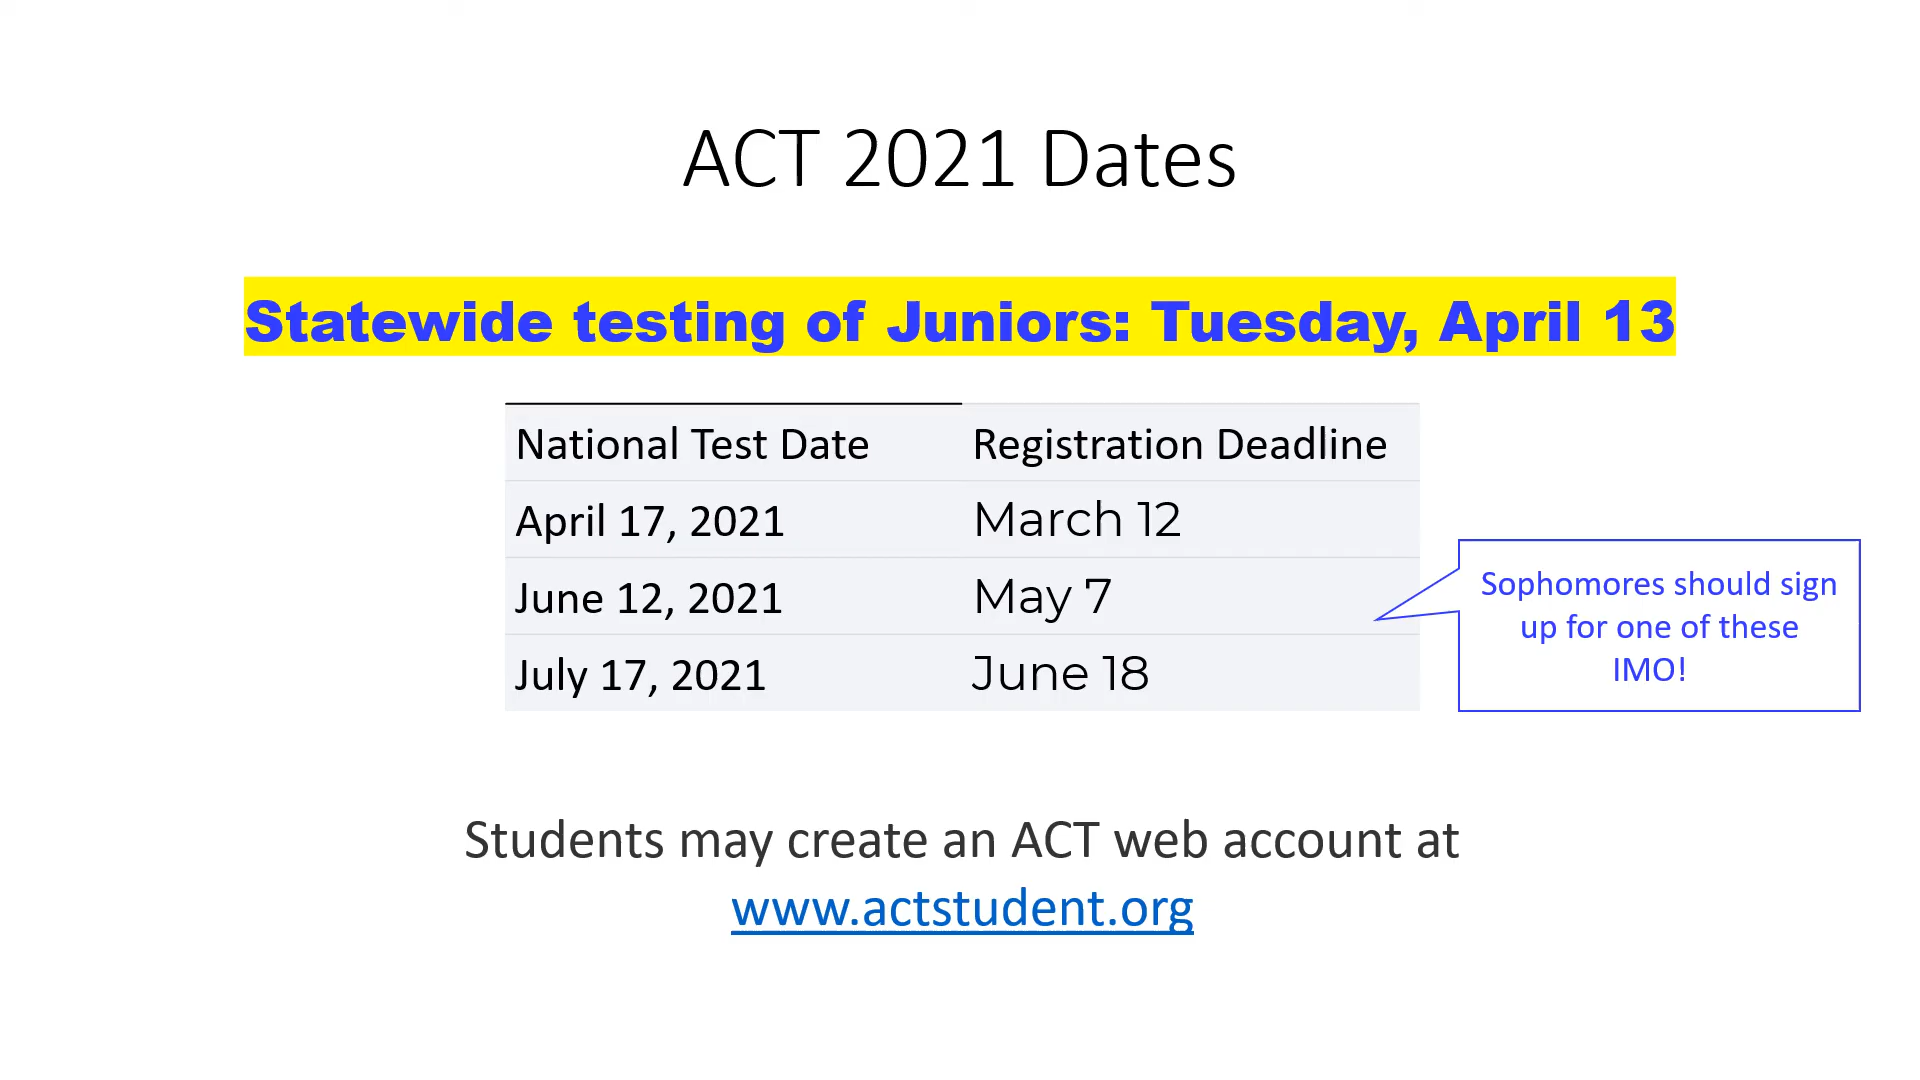 ACT 2021 Dates
Statewide testing of Juniors: Tuesday, April 13
National Test Date Registration Deadline
April 17, 2021 March 12
June 12, 2021 May 7
July 17, 2021 June 18
Sophomores should sign
up for one of these
IMO!
Students may create an ACT web account at
www.actstudent.org